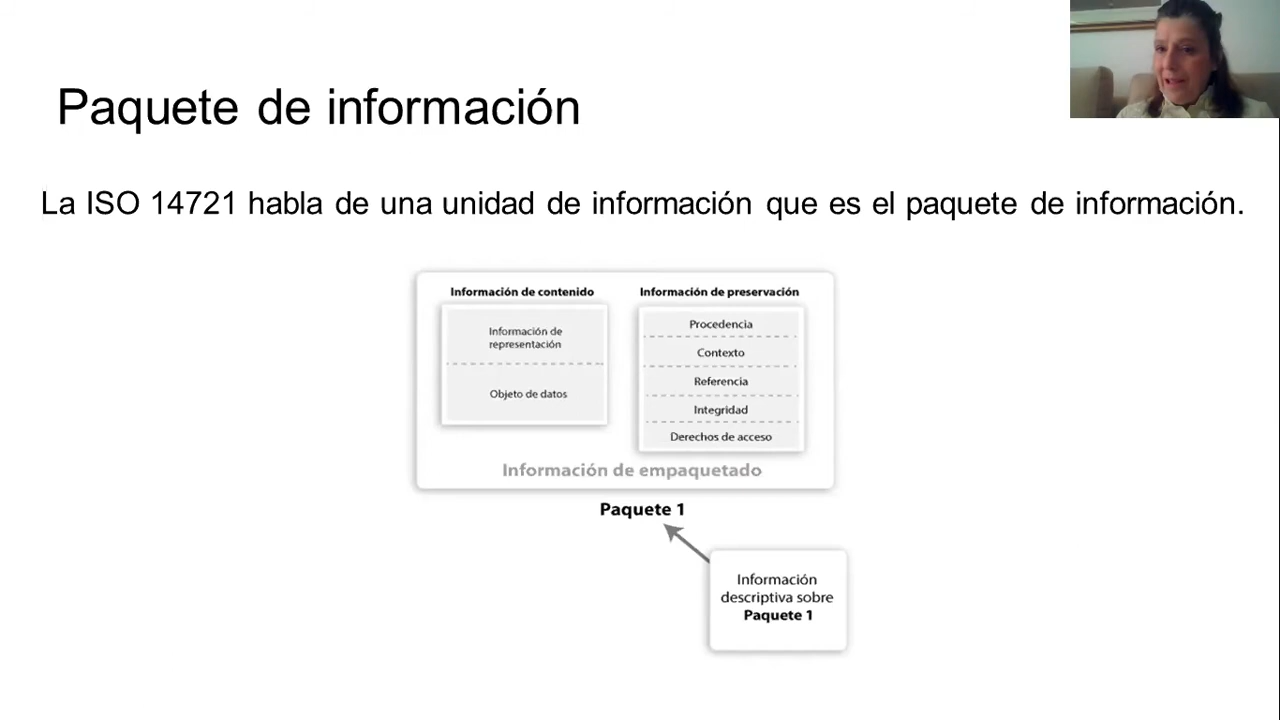 Paquete de información
La ISO 14721 habla de una unidad de información que es el paquete de información.
Información de contenido
Información de
representación
Objeto de datos
Información de preservación
Procedencia
Contexto
Referencia
Integridad
Derechos de acceso
Información de empaquetado
Paquete 1
Información
descriptiva sobre
Paquete 1